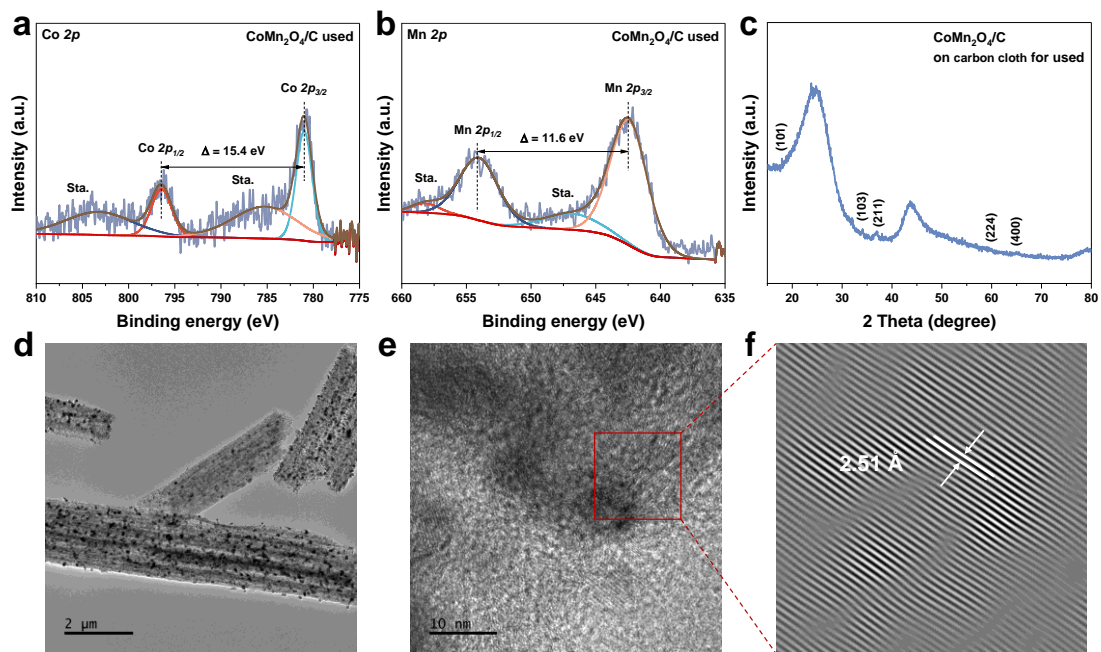 a
Co 2p
CoMn₂O₄/C used
Co 2p₃/₂
Co 2p₁/₂
Δ = 15.4 eV
Sta.
Sta.
Intensity (a.u.)
810 805 800 795 790 785 780 775
Binding energy (eV)
b
Mn 2p
CoMn₂O₄/C used
Mn 2p₃/₂
Mn 2p₁/₂
Δ = 11.6 eV
Sta.
Sta.
Intensity (a.u.)
660 655 650 645 640 635
Binding energy (eV)
c
CoMn₂O₄/C
on carbon cloth for used
(101)
(103)
(211)
(224)
(400)
Intensity (a.u.)
20 30 40 50 60 70 80
2 Theta (degree)
d
2 μm
e
10 nm
f
2.51 Å